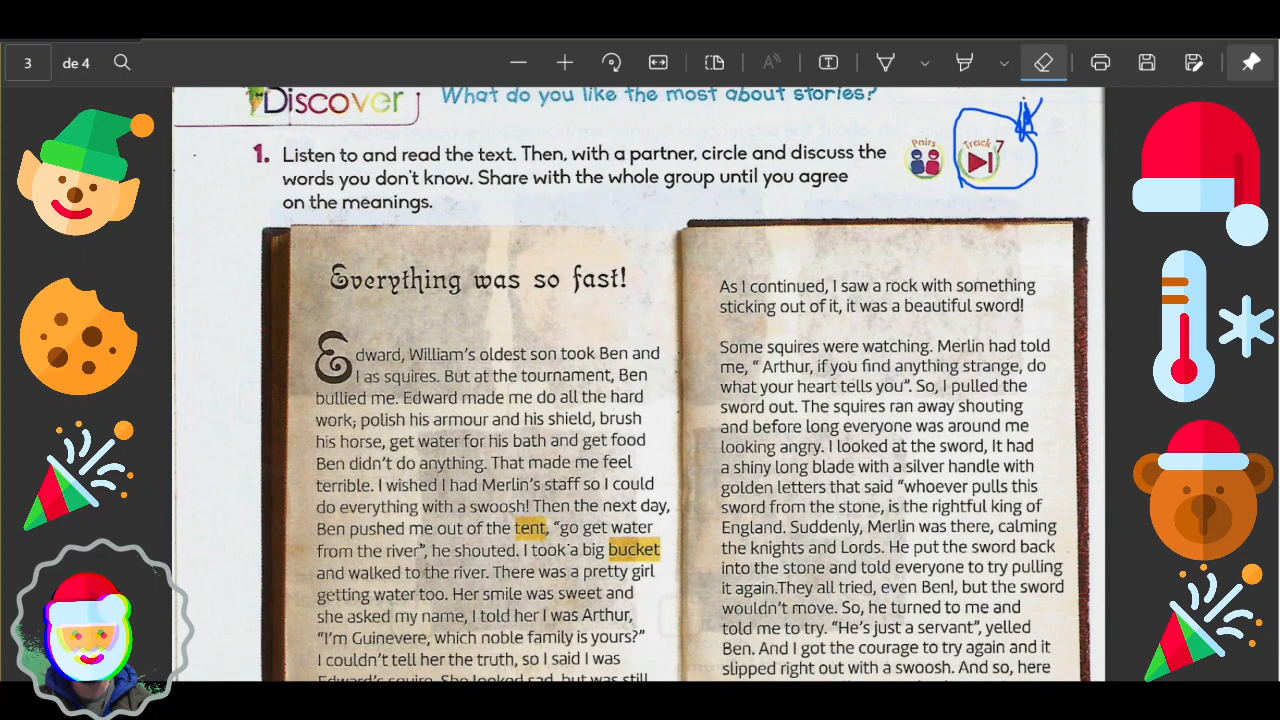 3 de 4
Discover What do you like the most about stories?
1. Listen to and read the text. Then, with a partner, circle and discuss the
words you don't know. Share with the whole group until you agree
on the meanings.
Pairs
Track 7
Everything was so fast!
Edward, William's oldest son took Ben and
I as squires. But at the tournament, Ben
bullied me. Edward made me do all the hard
work; polish his armour and his shield, brush
his horse, get water for his bath and get food
Ben didn't do anything. That made me feel
terrible. I wished I had Merlin's staff so I could
do everything with a swoosh! Then the next day,
Ben pushed me out of the tent, "go get water
from the river", he shouted. I took a big bucket
and walked to the river. There was a pretty girl
getting water too. Her smile was sweet and
she asked my name, I told her I was Arthur,
"I'm Guinevere, which noble family is yours?"
I couldn't tell her the truth, so I said I was
Edward's squire. She looked sad, but was still
As I continued, I saw a rock with something
sticking out of it, it was a beautiful sword!
Some squires were watching. Merlin had told
me, " Arthur, if you find anything strange, do
what your heart tells you". So, I pulled the
sword out. The squires ran away shouting
and before long everyone was around me
looking angry. I looked at the sword, It had
a shiny long blade with a silver handle with
golden letters that said "whoever pulls this
sword from the stone, is the rightful king of
England. Suddenly, Merlin was there, calming
the knights and Lords. He put the sword back
into the stone and told everyone to try pulling
it again.They all tried, even Ben!, but the sword
wouldn't move. So, he turned to me and
told me to try. "He's just a servant", yelled
Ben. And I got the courage to try again and it
slipped right out with a swoosh. And so, here